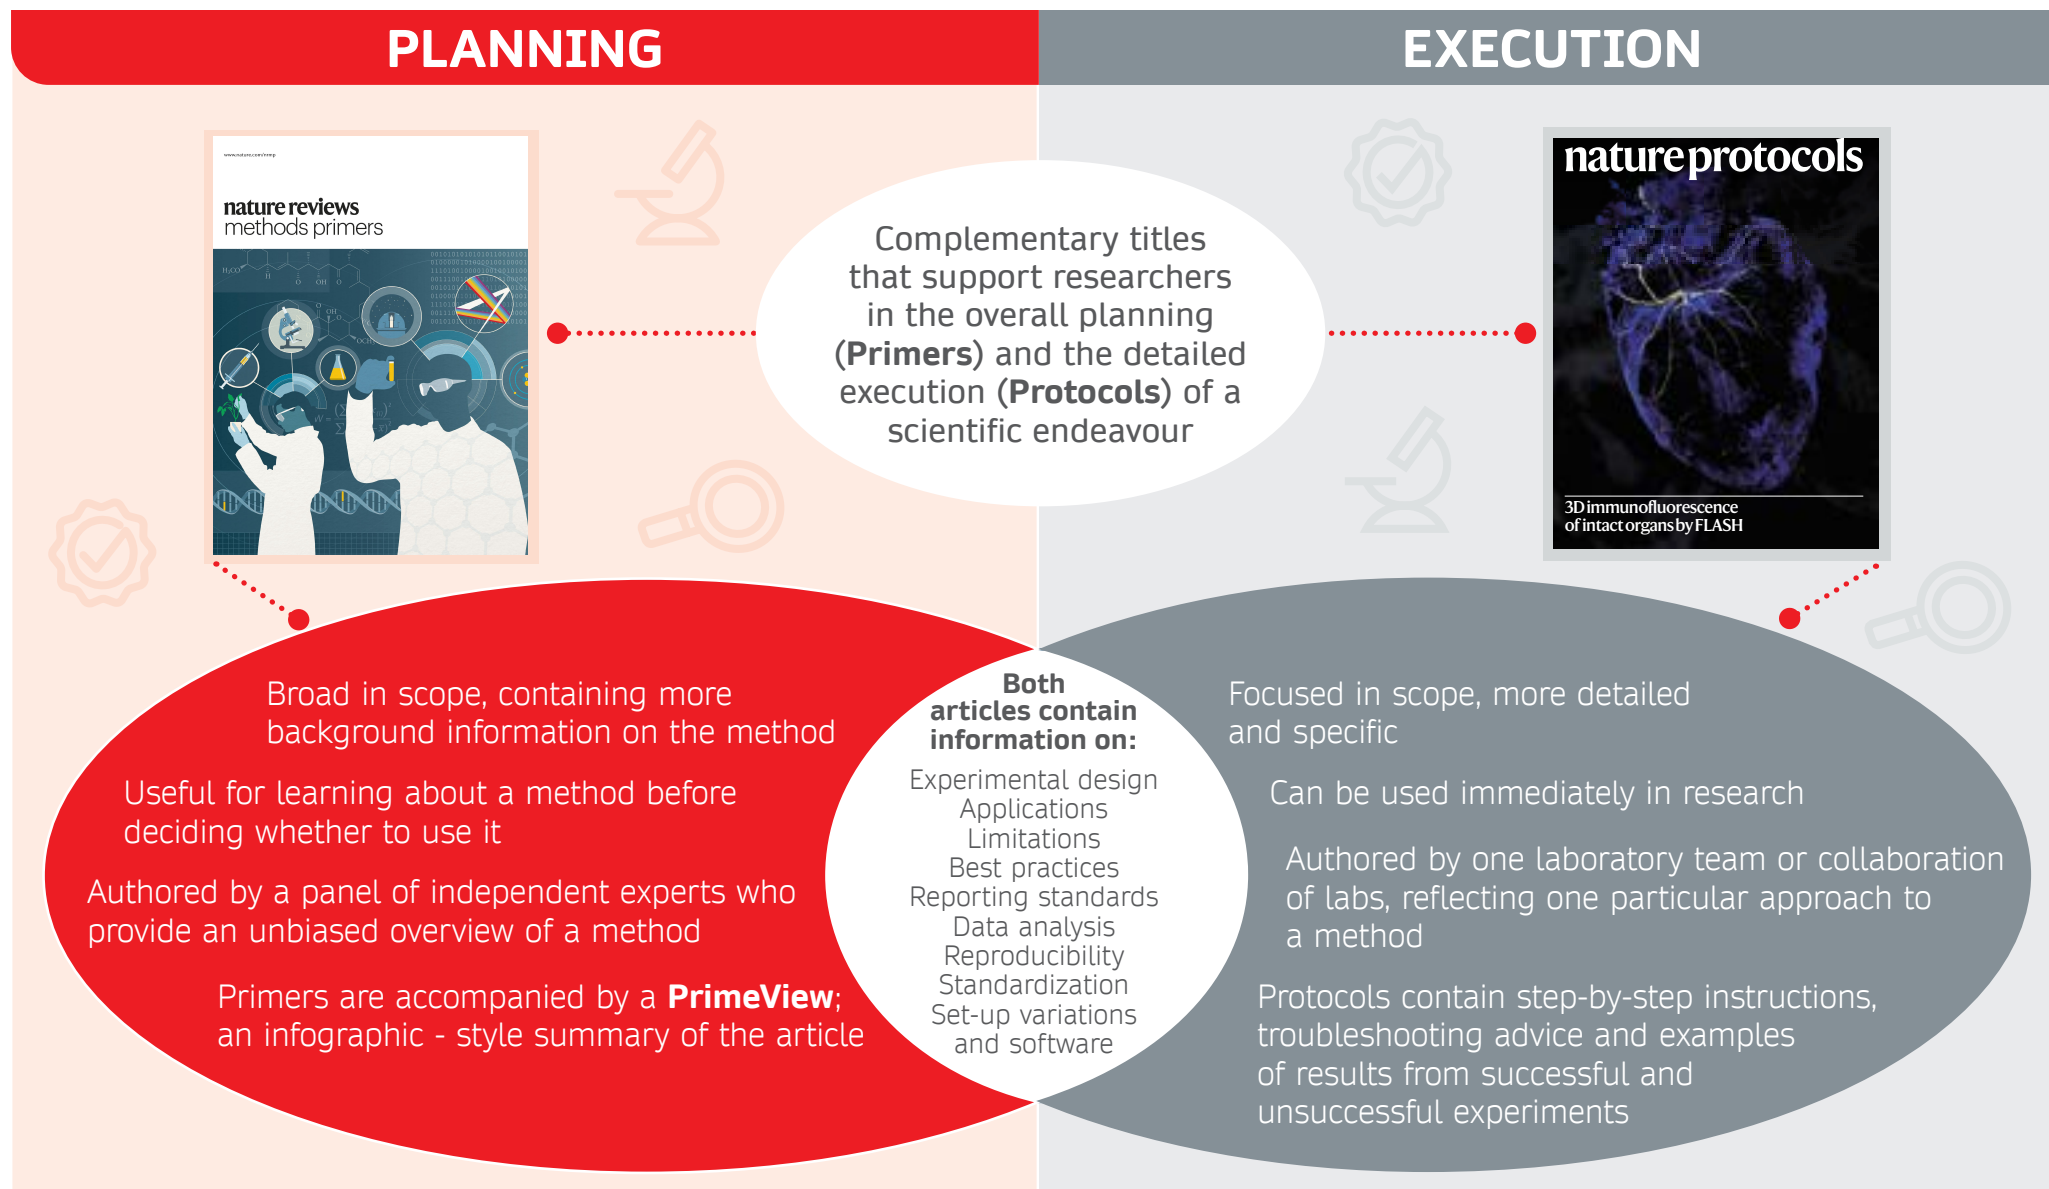 PLANNING
EXECUTION
www.nature.com/nrmp
nature reviews
methods primers
nature protocols
3D immunofluorescence
of intact organs by FLASH
Complementary titles
that support researchers
in the overall planning
(Primers) and the detailed
execution (Protocols) of a
scientific endeavour
Broad in scope, containing more
background information on the method
Useful for learning about a method before
deciding whether to use it
Authored by a panel of independent experts who
provide an unbiased overview of a method
Primers are accompanied by a PrimeView;
an infographic - style summary of the article
Both
articles contain
information on:
Experimental design
Applications
Limitations
Best practices
Reporting standards
Data analysis
Reproducibility
Standardization
Set-up variations
and software
Focused in scope, more detailed
and specific
Can be used immediately in research
Authored by one laboratory team or collaboration
of labs, reflecting one particular approach to
a method
Protocols contain step-by-step instructions,
troubleshooting advice and examples
of results from successful and
unsuccessful experiments